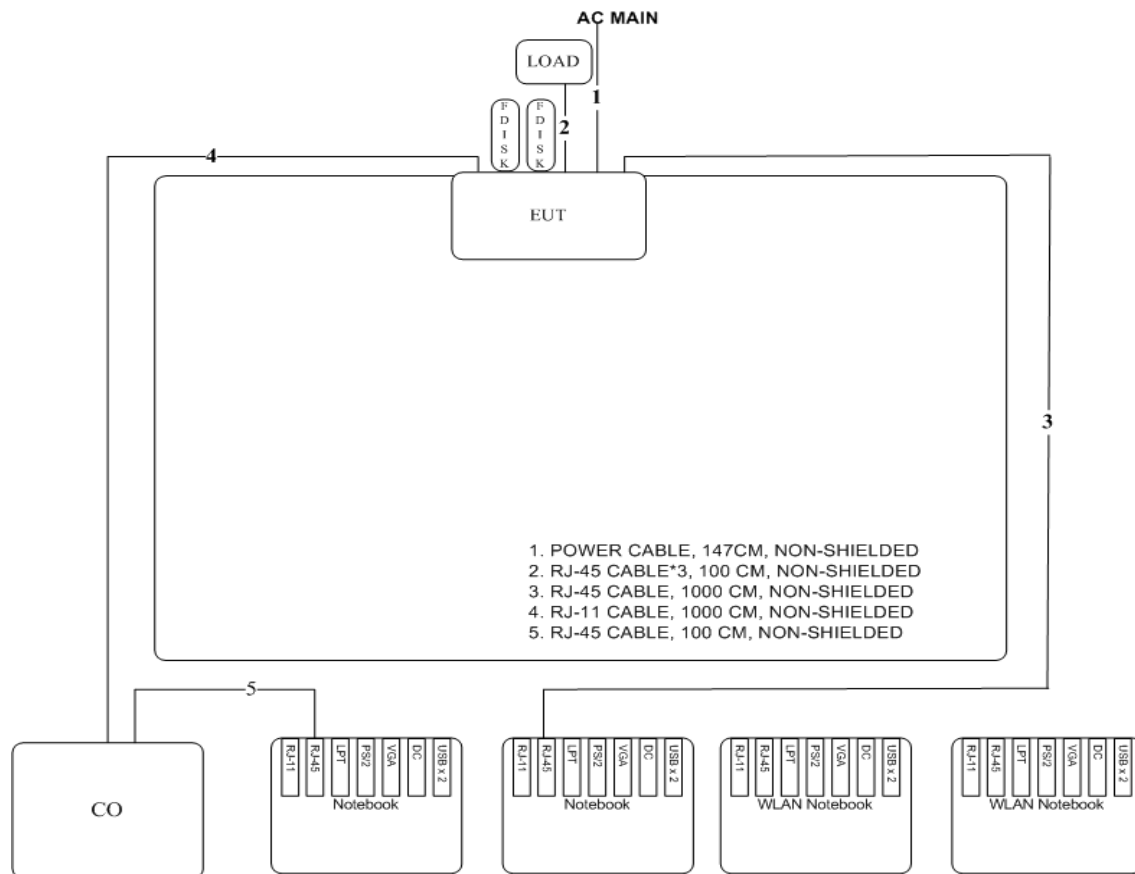 AC MAIN
LOAD
1
FDISK
FDISK
2
4
EUT
3
1. POWER CABLE, 147CM, NON-SHIELDED
2. RJ-45 CABLE*3, 100 CM, NON-SHIELDED
3. RJ-45 CABLE, 1000 CM, NON-SHIELDED
4. RJ-11 CABLE, 1000 CM, NON-SHIELDED
5. RJ-45 CABLE, 100 CM, NON-SHIELDED
5
CO
RJ-11
RJ-45
LPT
PS/2
VGA
DC
USB x 2
Notebook
RJ-11
RJ-45
LPT
PS/2
VGA
DC
USB x 2
Notebook
RJ-11
RJ-45
LPT
PS/2
VGA
DC
USB x 2
WLAN Notebook
RJ-11
RJ-45
LPT
PS/2
VGA
DC
USB x 2
WLAN Notebook